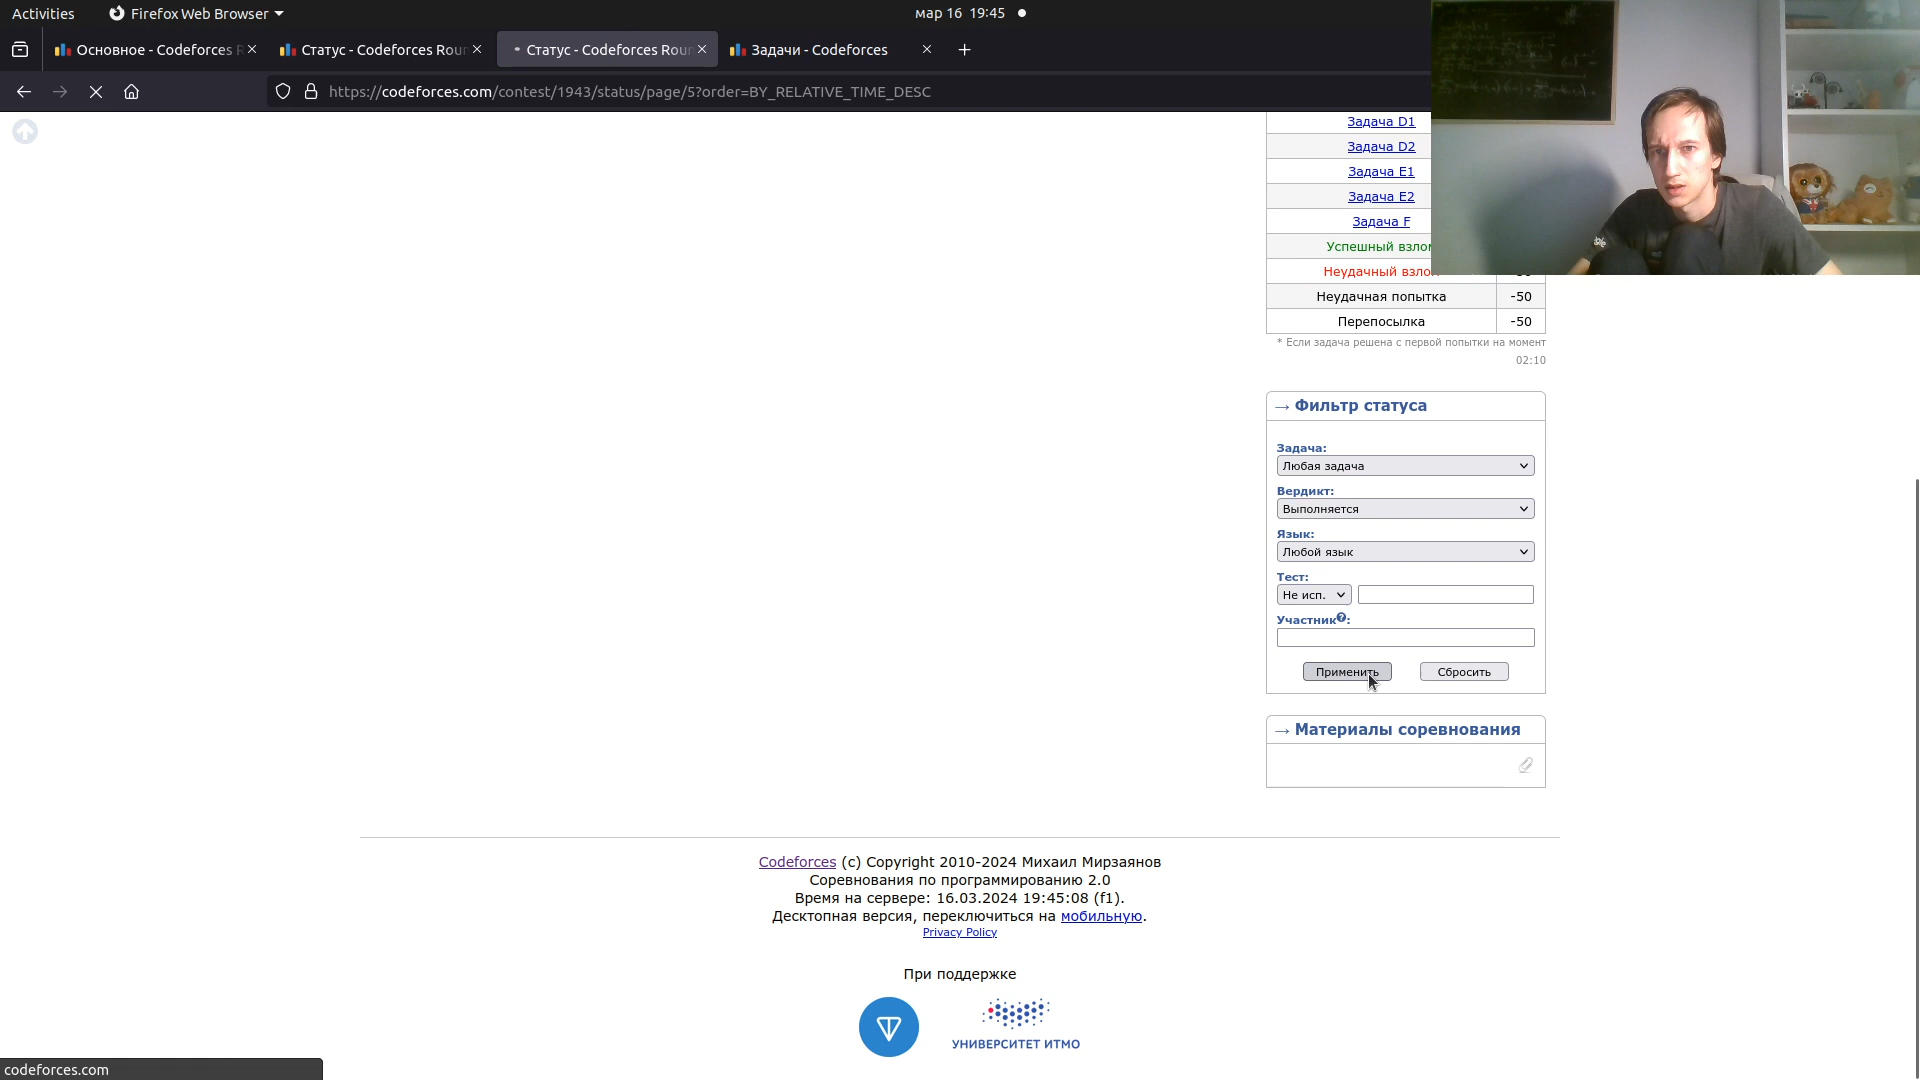 Activities
Firefox Web Browser
мар 16 19:45
Основное - Codeforces R
Статус - Codeforces Rour
Статус - Codeforces Rour
Задачи - Codeforces
https://codeforces.com/contest/1943/status/page/5?order=BY_RELATIVE_TIME_DESC
Задача D1
Задача D2
Задача E1
Задача E2
Задача F
Успешный взлом
Неудачный взлом
Неудачная попытка -50
Перепосылка -50
* Если задача решена с первой попытки на момент
02:10
→ Фильтр статуса
Задача:
Любая задача
Вердикт:
Выполняется
Язык:
Любой язык
Тест:
Не исп.
Участник?:
Применить Сбросить
→ Материалы соревнования
Codeforces (c) Copyright 2010-2024 Михаил Мирзаянов
Соревнования по программированию 2.0
Время на сервере: 16.03.2024 19:45:08 (f1).
Десктопная версия, переключиться на мобильную.
Privacy Policy
При поддержке
УНИВЕРСИТЕТ ИТМО
codeforces.com